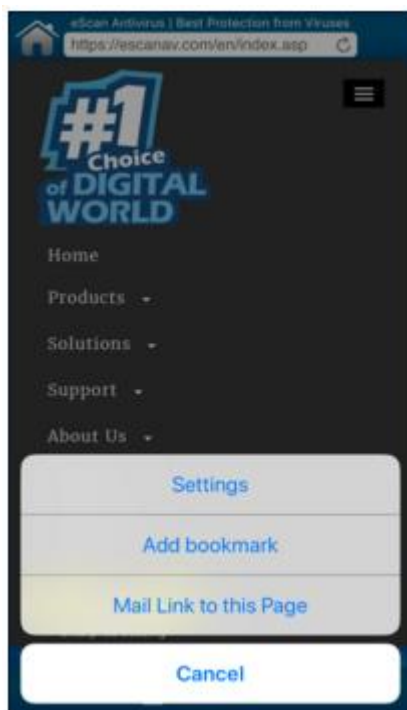 eScan Antivirus | Best Protection from Viruses
https://escanav.com/en/index.asp
#1
Choice
of DIGITAL
WORLD
Home
Products
Solutions
Support
About Us
Settings
Add bookmark
Mail Link to this Page
Cancel